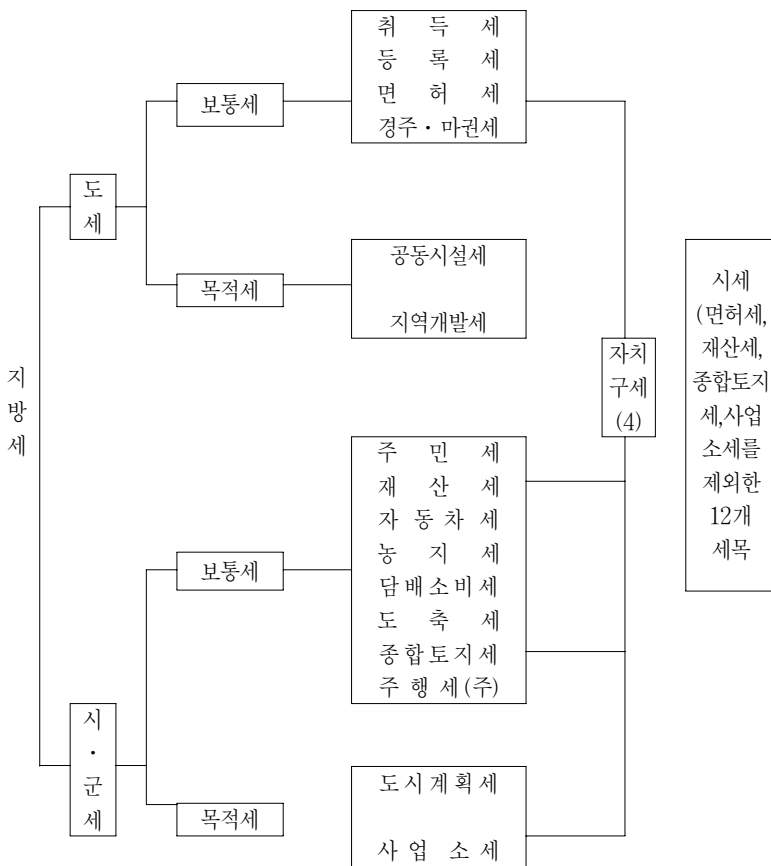 취 득 세
등 록 세
면 허 세
경주・마권세
보통세
도
세
목적세
공동시설세
지역개발세
지
방
세
자치
구세
(4)
시세
(면허세,
재산세,
종합토지
세,사업
소세를
제외한
12개
세목
주 민 세
재 산 세
자 동 차 세
농 지 세
담배소비세
도 축 세
종합토지세
주 행 세(주)
보통세
시
・
군
세
목적세
도시계획세
사 업 소 세